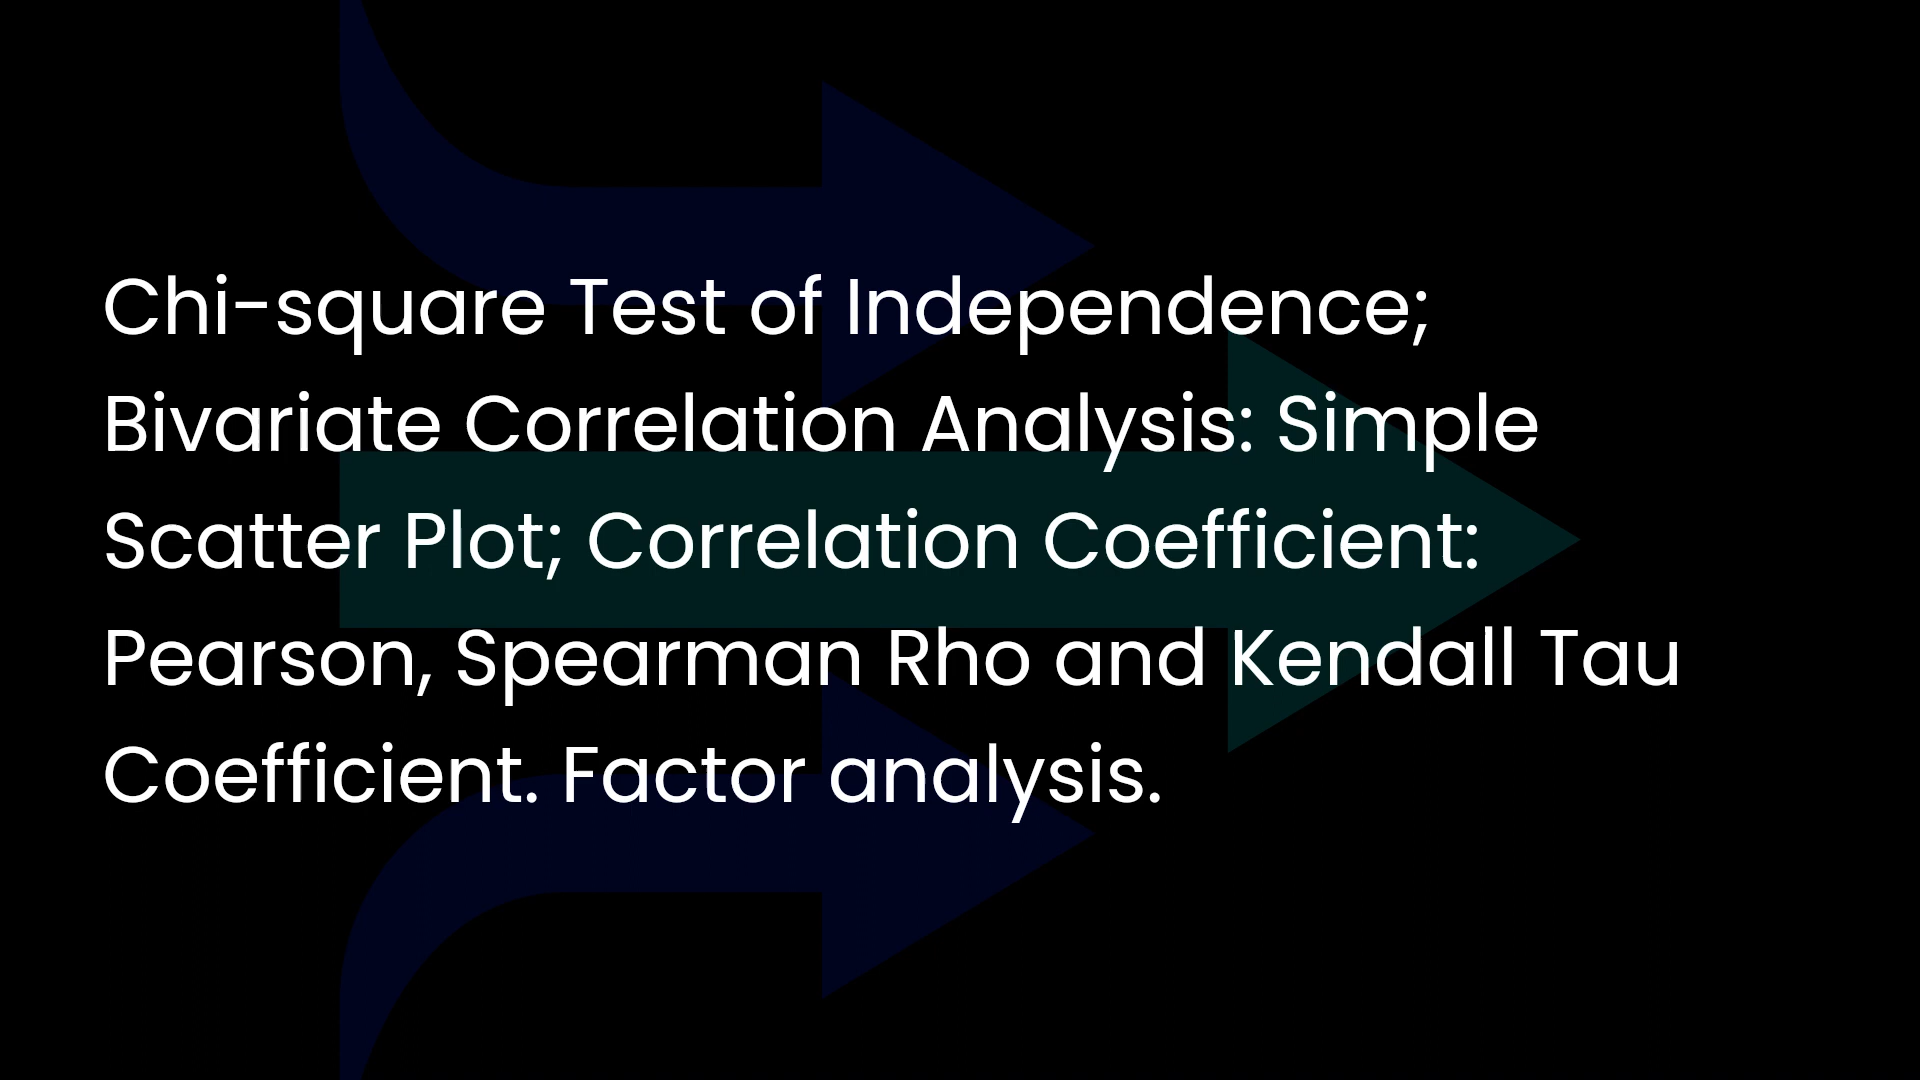 Chi-square Test of Independence;
Bivariate Correlation Analysis: Simple
Scatter Plot; Correlation Coefficient:
Pearson, Spearman Rho and Kendall Tau
Coefficient. Factor analysis.